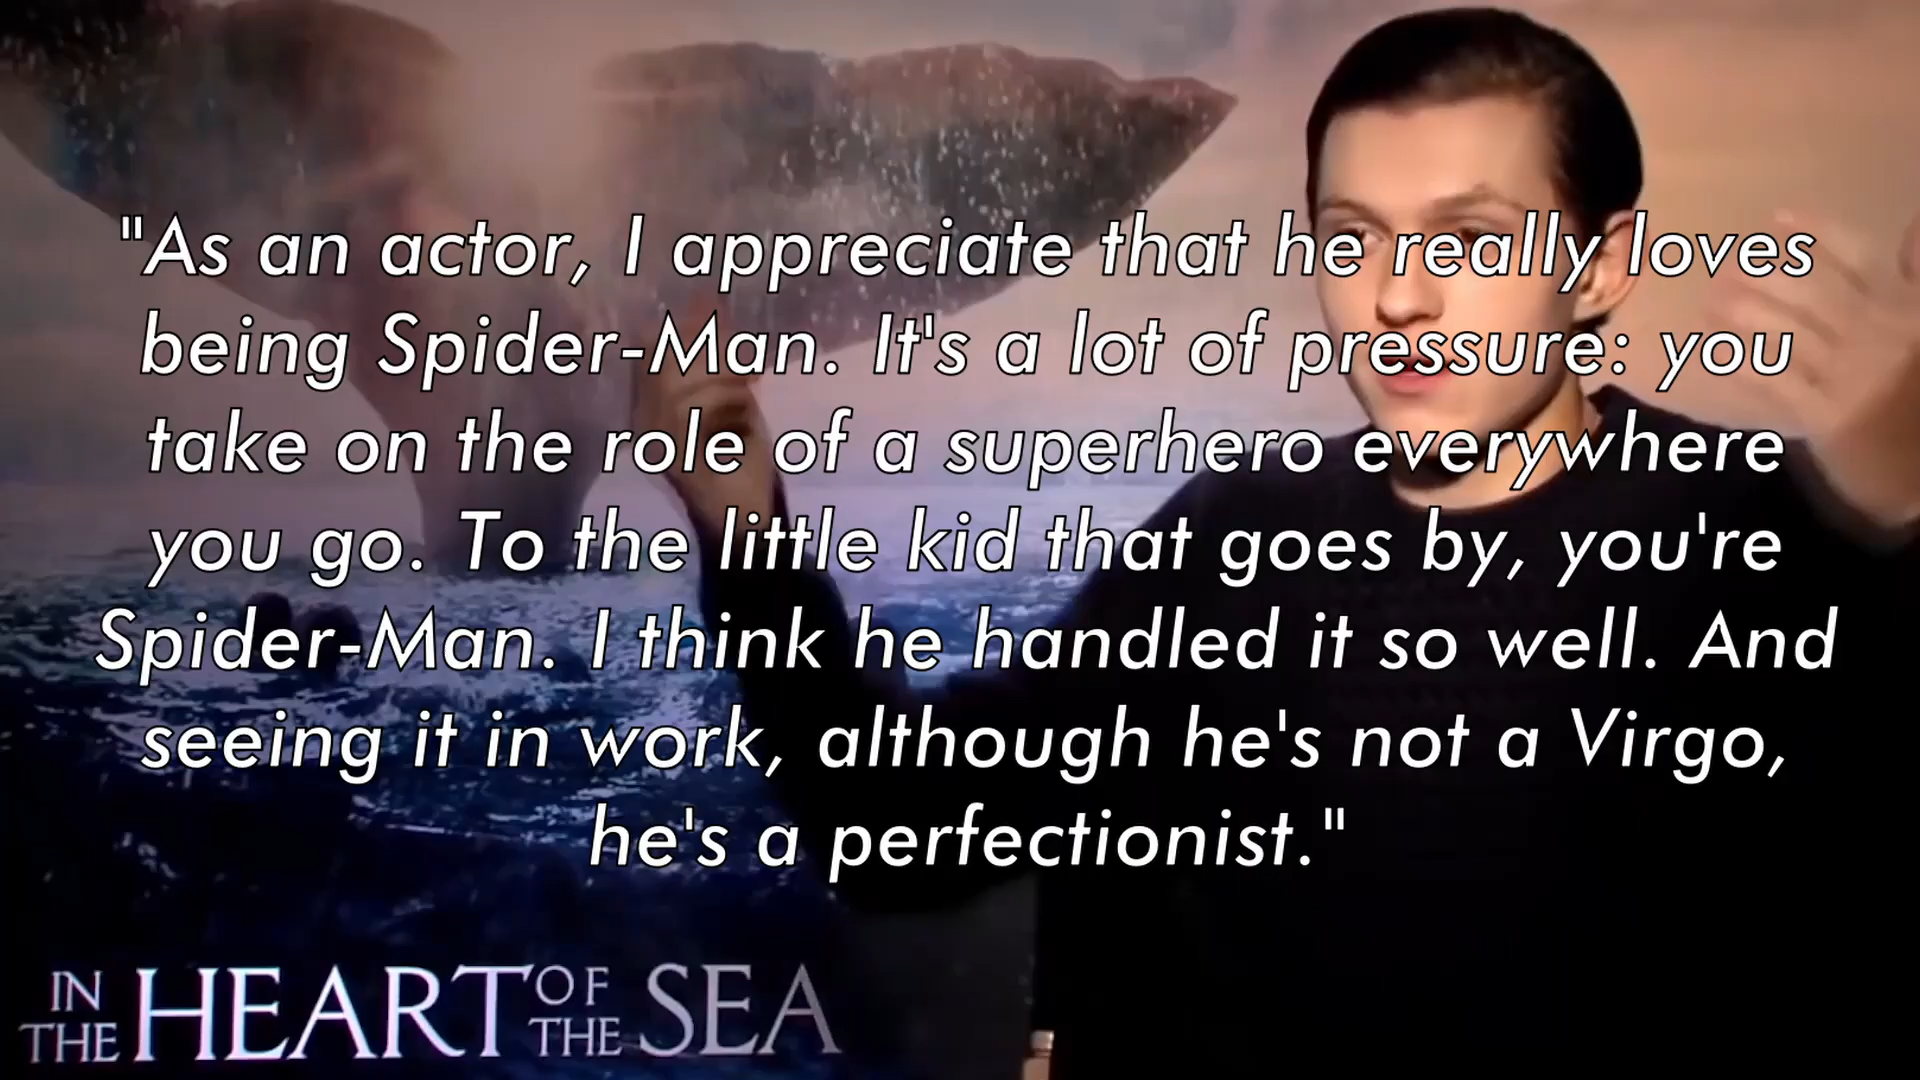 "As an actor, I appreciate that he really loves
being Spider-Man. It's a lot of pressure: you
take on the role of a superhero everywhere
you go. To the little kid that goes by, you're
Spider-Man. I think he handled it so well. And
seeing it in work, although he's not a Virgo,
he's a perfectionist."
IN THE HEART OF THE SEA